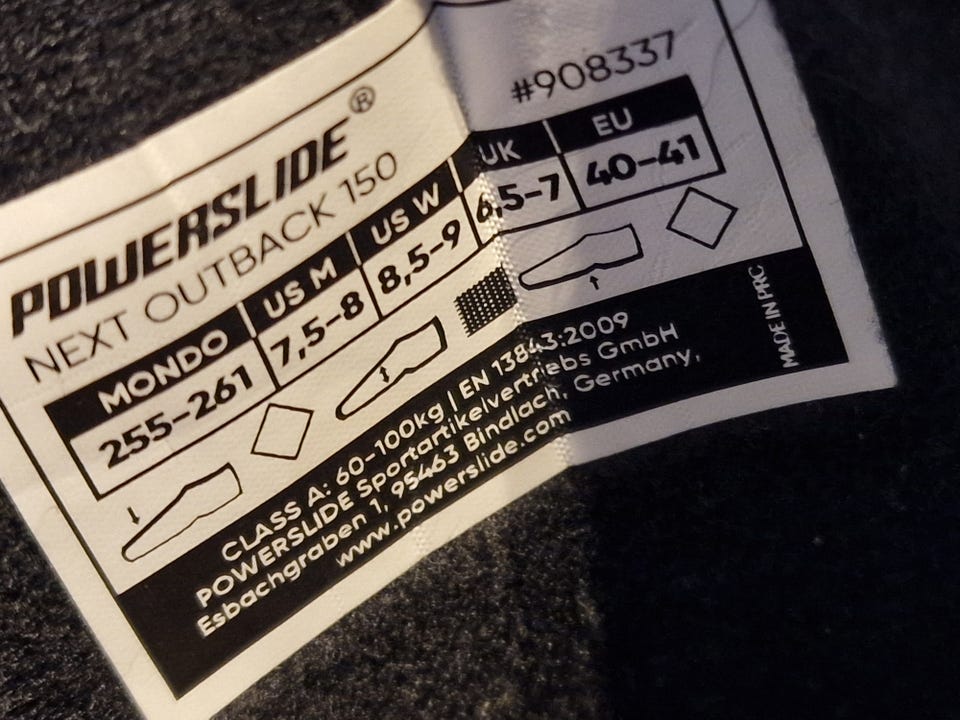 #908337
POWERSLIDE®
NEXT OUTBACK 150
MONDO US M US W UK EU
255-261 7,5-8 8,5-9 6,5-7 40-41
CLASS A: 60-100kg | EN 13843:2009
POWERSLIDE Sportartikelvertriebs GmbH
Esbachgraben 1, 95463 Bindlach, Germany,
www.powerslide.com
MADE IN PRC